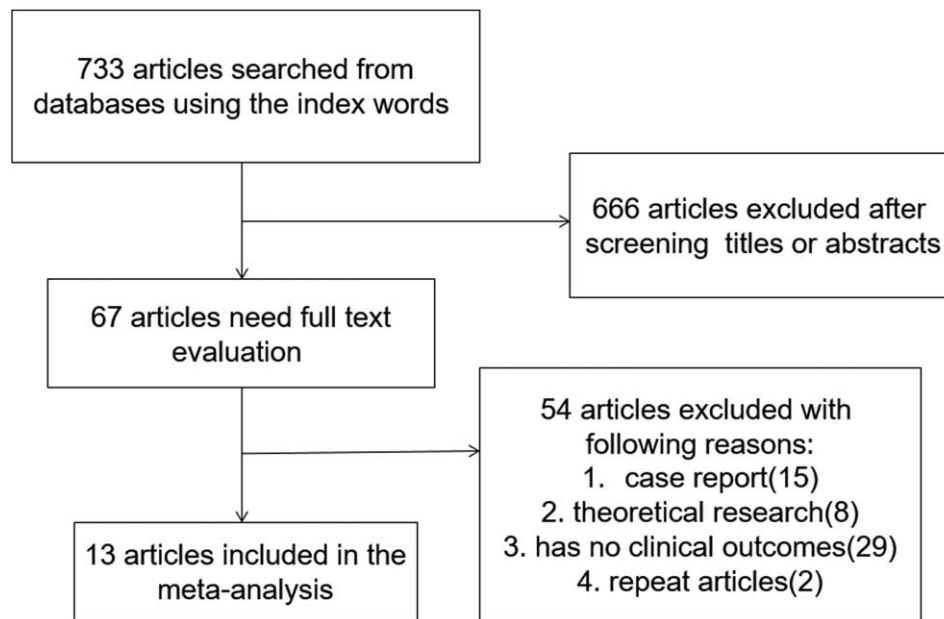 733 articles searched from
databases using the index words
666 articles excluded after
screening titles or abstracts
67 articles need full text
evaluation
54 articles excluded with
following reasons:
1. case report(15)
2. theoretical research(8)
3. has no clinical outcomes(29)
4. repeat articles(2)
13 articles included in the
meta-analysis